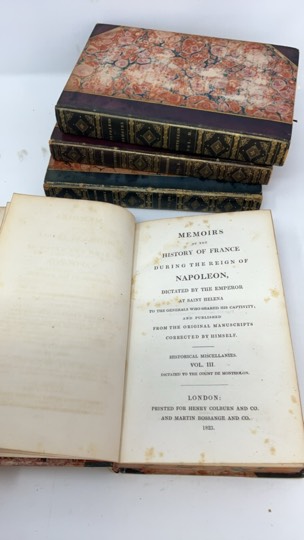 MEMOIRS
OF THE
HISTORY OF FRANCE
DURING THE REIGN OF
NAPOLEON,
DICTATED BY THE EMPEROR
AT SAINT HELENA
TO THE GENERALS WHO SHARED HIS CAPTIVITY;
AND PUBLISHED
FROM THE ORIGINAL MANUSCRIPTS
CORRECTED BY HIMSELF.
HISTORICAL MISCELLANIES.
VOL. III.
DICTATED TO THE COUNT DE MONTHOLON.
LONDON:
PRINTED FOR HENRY COLBURN AND CO.
AND MARTIN BOSSANGE AND CO.
1823.